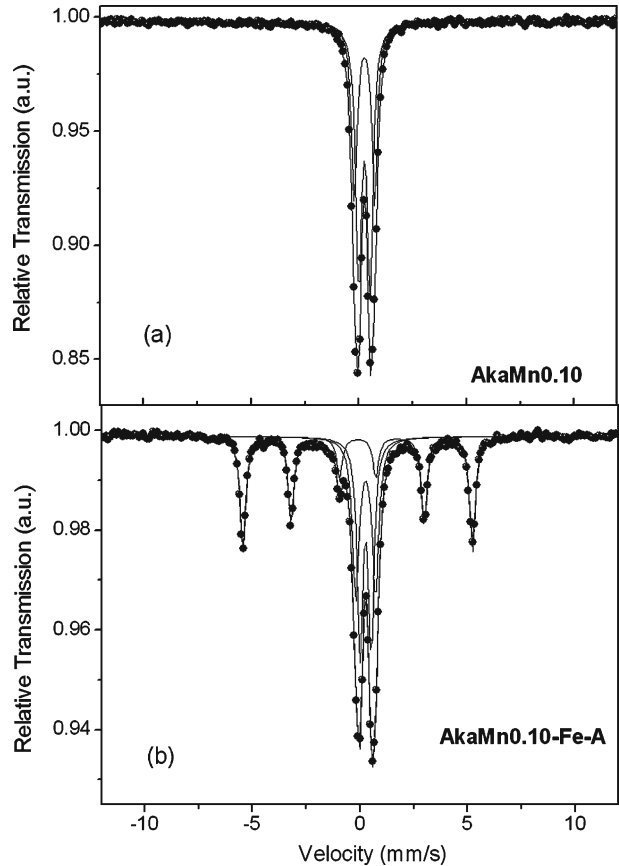 1.00
0.95
0.90
0.85
Relative Transmission (a.u.)
(a)
AkaMn0.10
1.00
0.98
0.96
0.94
Relative Transmission (a.u.)
(b)
AkaMn0.10-Fe-A
-10 -5 0 5 10
Velocity (mm/s)